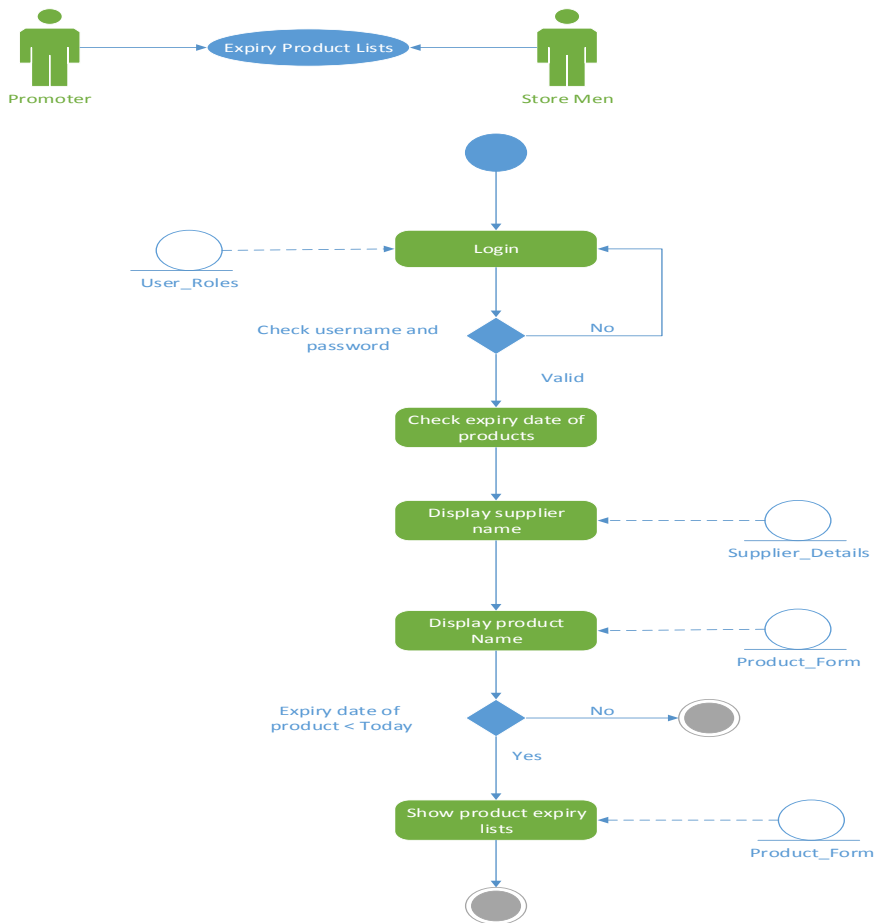 Expiry Product Lists
Promoter
Store Men
Login
User_Roles
Check username and
password
No
Valid
Check expiry date of
products
Display supplier
name
Supplier_Details
Display product
Name
Product_Form
Expiry date of
product < Today
No
Yes
Show product expiry
lists
Product_Form